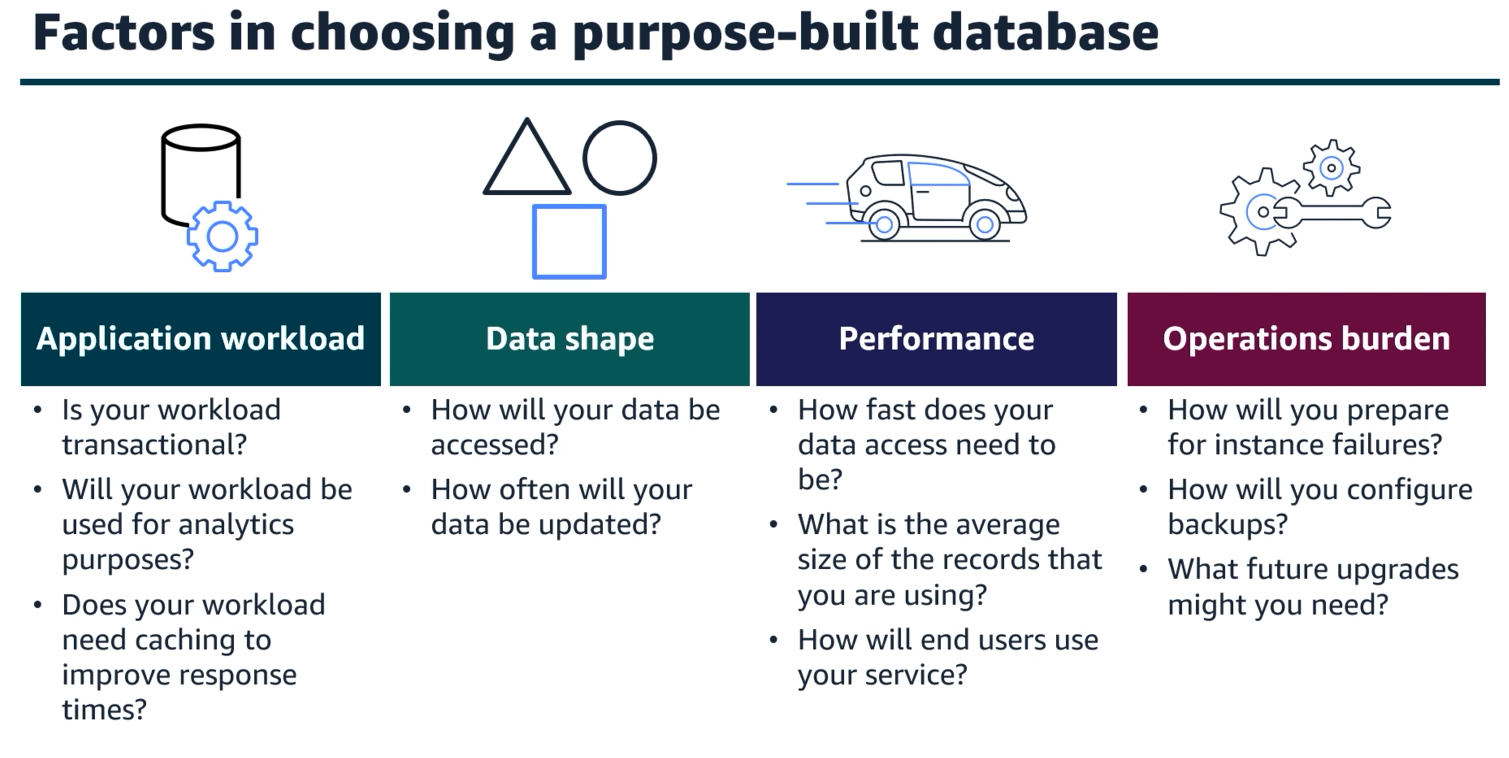 Factors in choosing a purpose-built database
Application workload
• Is your workload
transactional?
• Will your workload be
used for analytics
purposes?
• Does your workload
need caching to
improve response
times?
Data shape
• How will your data be
accessed?
• How often will your
data be updated?
Performance
• How fast does your
data access need to
be?
• What is the average
size of the records that
you are using?
• How will end users use
your service?
Operations burden
• How will you prepare
for instance failures?
• How will you configure
backups?
• What future upgrades
might you need?